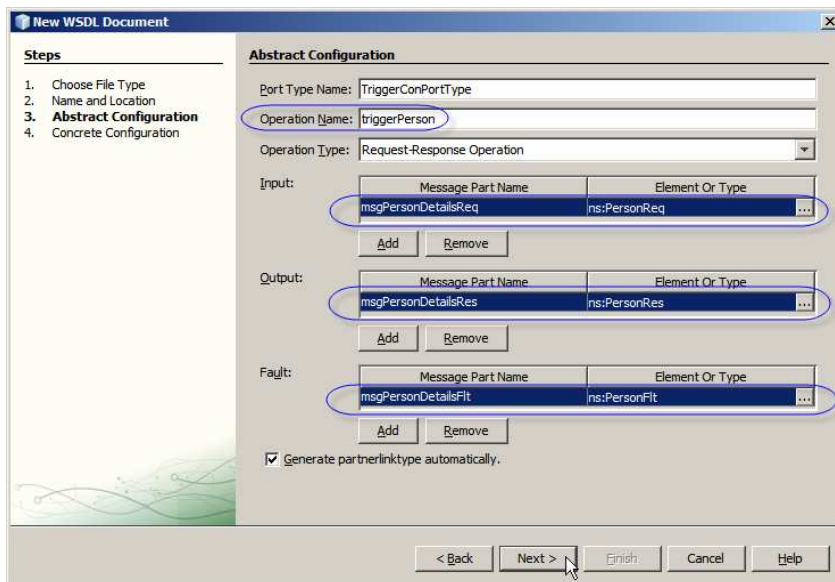 New WSDL Document
Steps
1. Choose File Type
2. Name and Location
3. Abstract Configuration
4. Concrete Configuration
Abstract Configuration
Port Type Name: TriggerConPortType
Operation Name: triggerPerson
Operation Type: Request-Response Operation
Input:
Message Part Name Element Or Type
msgPersonDetailsReq ns:PersonReq ...
Add Remove
Output:
Message Part Name Element Or Type
msgPersonDetailsRes ns:PersonRes ...
Add Remove
Fault:
Message Part Name Element Or Type
msgPersonDetailsFlt ns:PersonFlt ...
Add Remove
Generate partnerlinktype automatically.
< Back Next > Finish Cancel Help